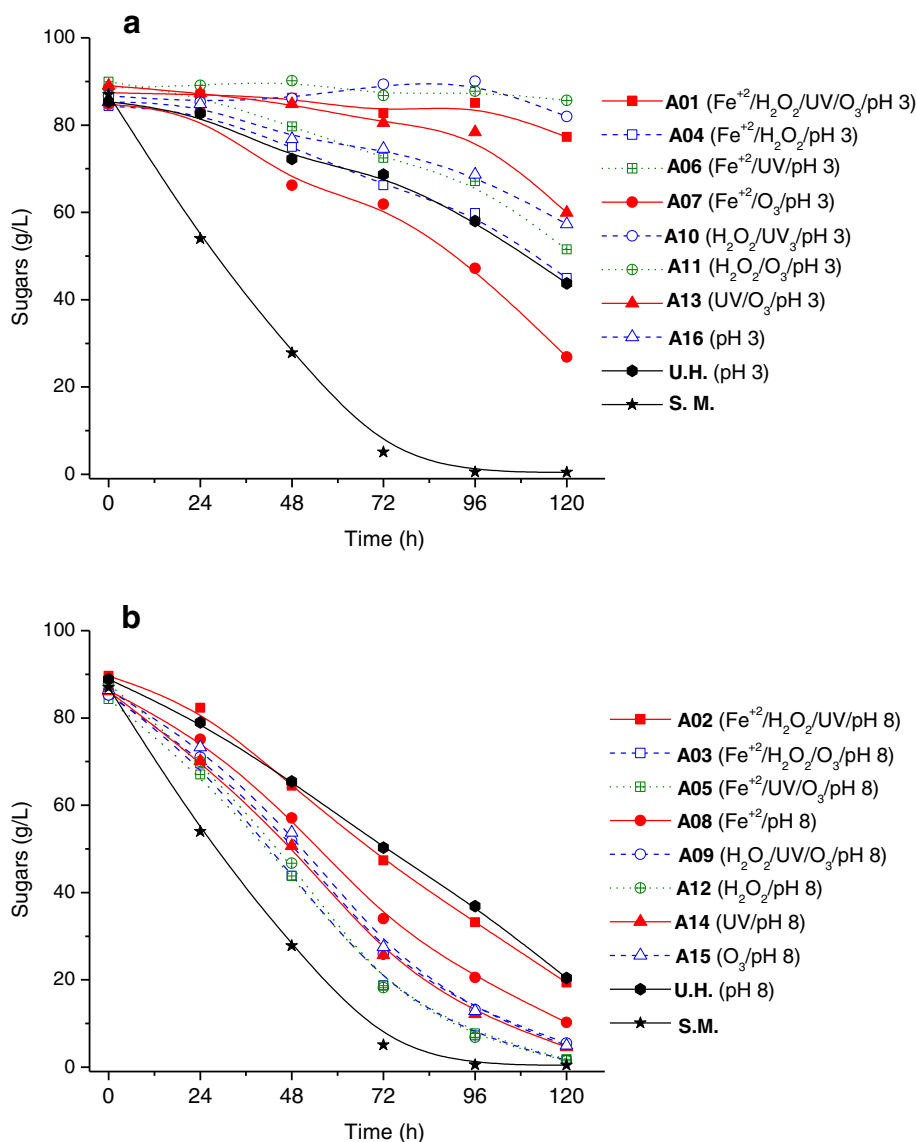 a
100
80
60
40
20
0
Sugars (g/L)
0 24 48 72 96 120
Time (h)
A01 (Fe⁺²/H₂O₂/UV/O₃/pH 3)
A04 (Fe⁺²/H₂O₂/pH 3)
A06 (Fe⁺²/UV/pH 3)
A07 (Fe⁺²/O₃/pH 3)
A10 (H₂O₂/UV₃/pH 3)
A11 (H₂O₂/O₃/pH 3)
A13 (UV/O₃/pH 3)
A16 (pH 3)
U.H. (pH 3)
S. M.
b
100
80
60
40
20
0
Sugars (g/L)
0 24 48 72 96 120
Time (h)
A02 (Fe⁺²/H₂O₂/UV/pH 8)
A03 (Fe⁺²/H₂O₂/O₃/pH 8)
A05 (Fe⁺²/UV/O₃/pH 8)
A08 (Fe⁺²/pH 8)
A09 (H₂O₂/UV/O₃/pH 8)
A12 (H₂O₂/pH 8)
A14 (UV/pH 8)
A15 (O₃/pH 8)
U.H. (pH 8)
S.M.